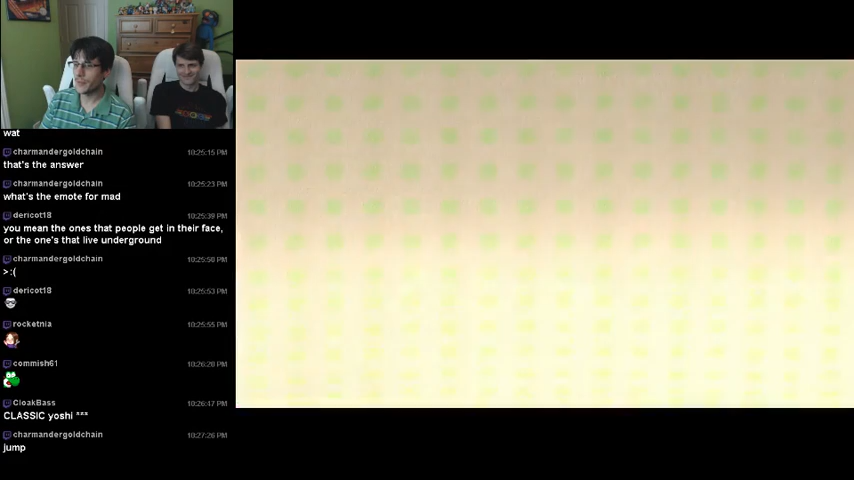 wat
charmandergoldchain 10:25:15 PM
that's the answer
charmandergoldchain 10:25:23 PM
what's the emote for mad
dericot18 10:25:39 PM
you mean the ones that people get in their face,
or the one's that live underground
charmandergoldchain 10:25:50 PM
> :(
dericot18 10:25:53 PM
rocketnia 10:25:55 PM
commish61 10:26:28 PM
CloakBass 10:26:47 PM
CLASSIC yoshi ***
charmandergoldchain 10:27:26 PM
jump